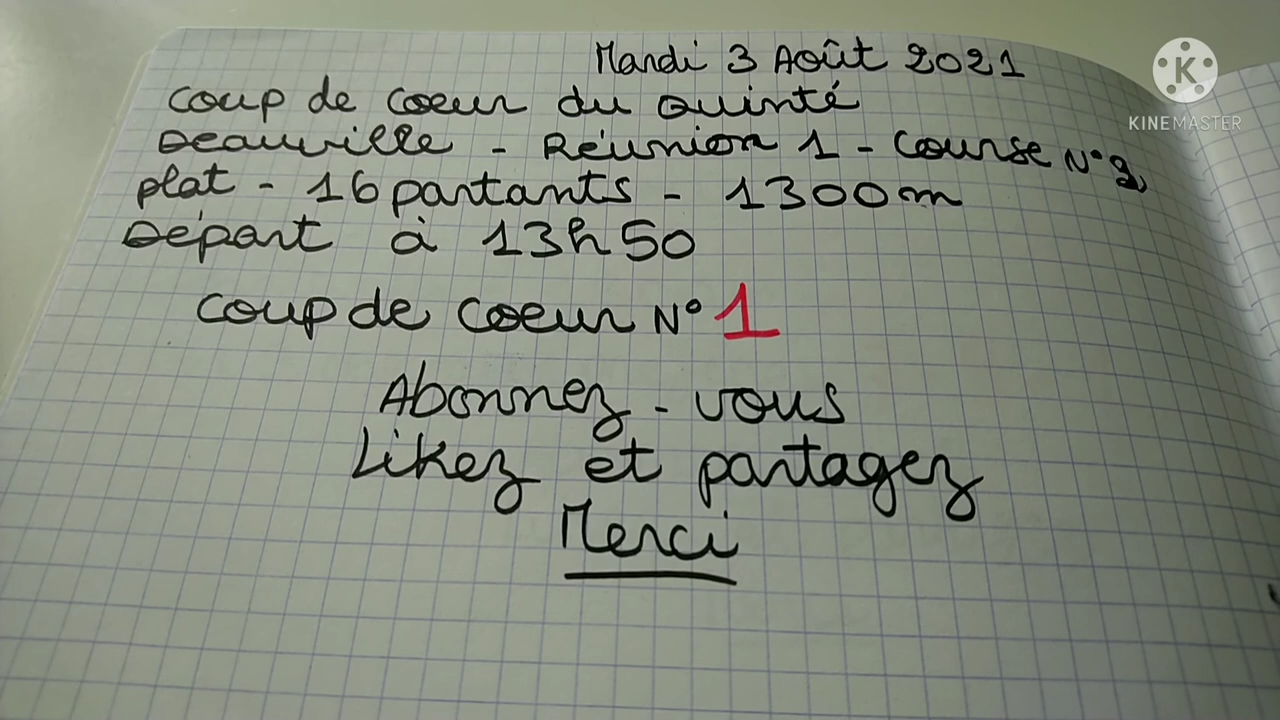 Mardi 3 Août 2021
coup de coeur du Quinté
Deauville - Réunion 1 - course N°2
plat - 16 partants - 1300m
Départ à 13h50
coup de coeur N° 1
Abonnez-vous
Likez et partagez
Merci
K
KINEMASTER